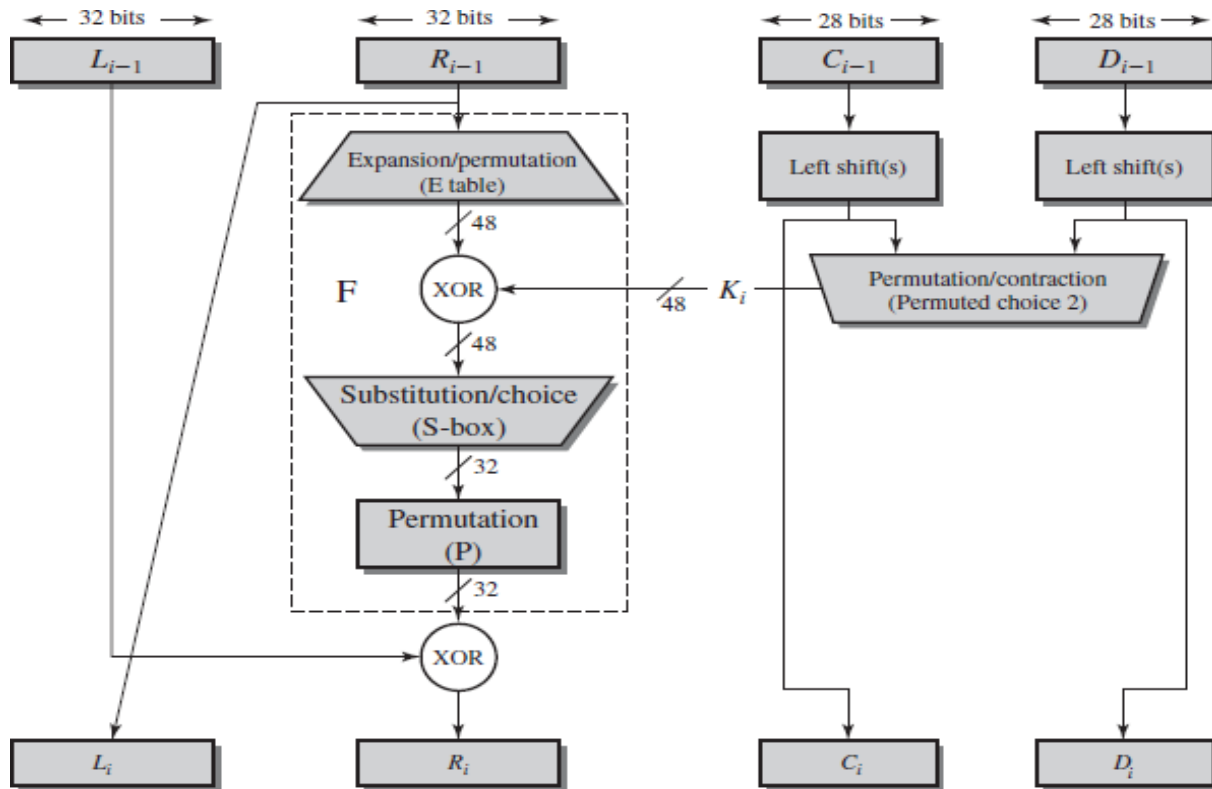 32 bits
32 bits
28 bits
28 bits
L_{i−1}
R_{i−1}
C_{i−1}
D_{i−1}
Expansion/permutation
(E table)
Left shift(s)
Left shift(s)
48
F
XOR
48
K_i
Permutation/contraction
(Permuted choice 2)
48
Substitution/choice
(S-box)
32
Permutation
(P)
32
XOR
L_i
R_i
C_i
D_i